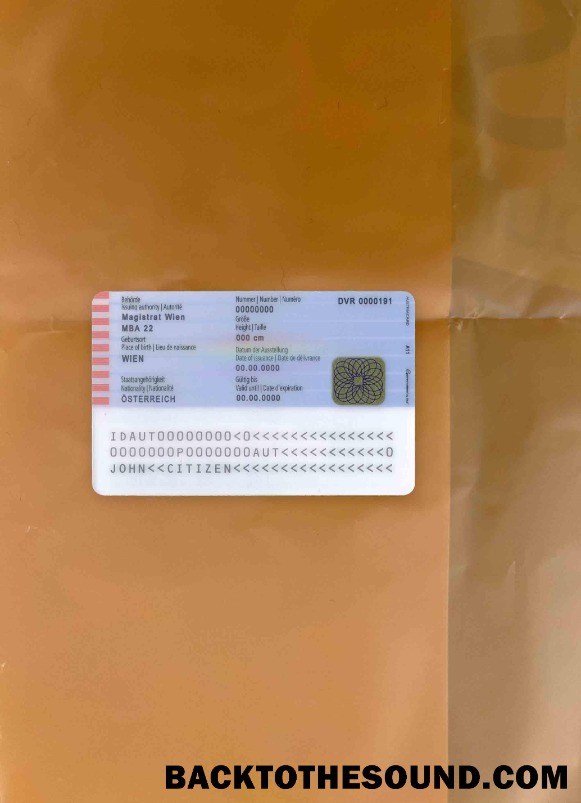 Behörde
Issuing authority | Autorité
Magistrat Wien
MBA 22
Geburtsort
Place of birth | Lieu de naissance
WIEN
Staatsangehörigkeit
Nationality | Nationalité
ÖSTERREICH
Nummer | Number | Numéro
00000000
Größe
Height | Taille
000 cm
Datum der Ausstellung
Date of issuance | Date de délivrance
00.00.0000
Gültig bis
Valid until | Date d'expiration
00.00.0000
DVR 0000191
A11
IDAUT00000000<0<<<<<<<<<<<<<<<
0000000P0000000AUT<<<<<<<<<<<0
JOHN<<CITIZEN<<<<<<<<<<<<<<<<<
BACKTOTHESOUND.COM